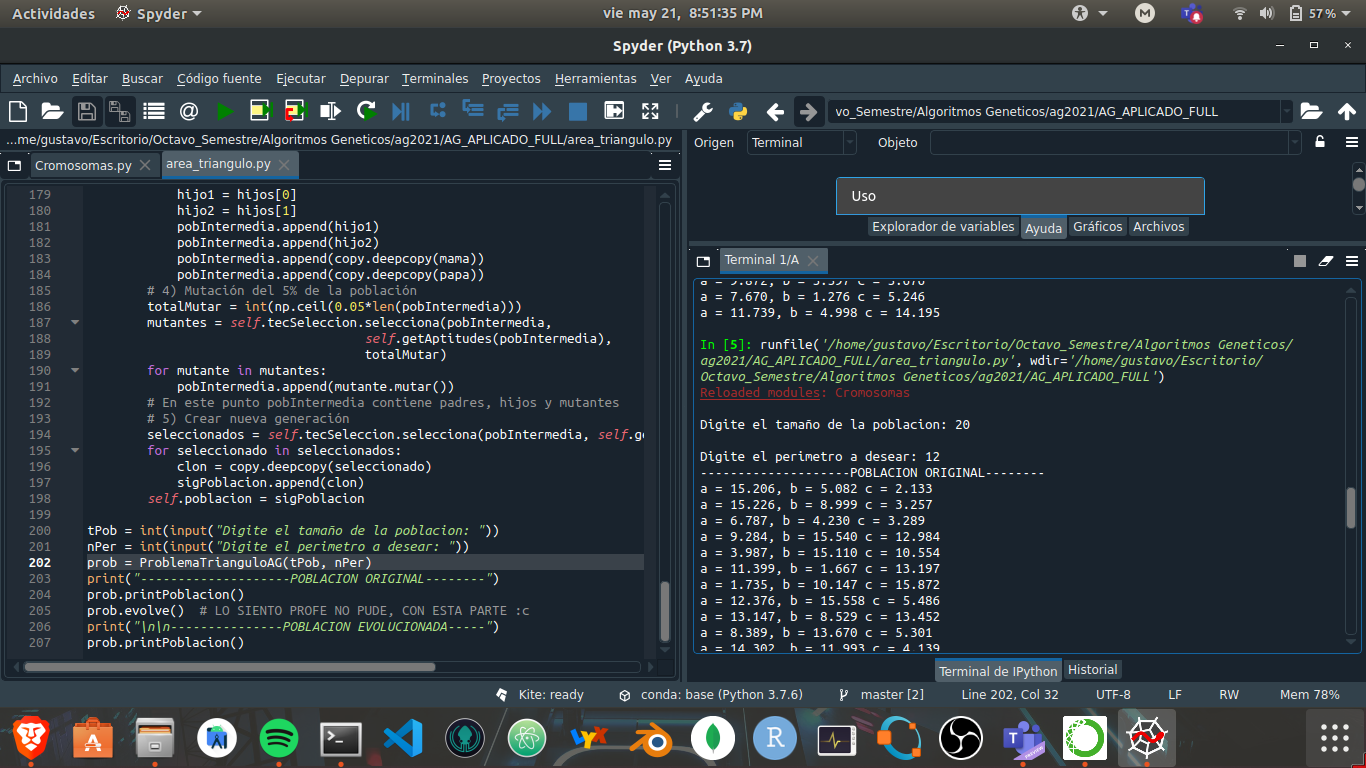 Actividades Spyder vie may 21, 8:51:35 PM M 57 %
Spyder (Python 3.7)
Archivo Editar Buscar Código fuente Ejecutar Depurar Terminales Proyectos Herramientas Ver Ayuda
@ vo_Semestre/Algoritmos Geneticos/ag2021/AG_APLICADO_FULL
...me/gustavo/Escritorio/Octavo_Semestre/Algoritmos Geneticos/ag2021/AG_APLICADO_FULL/area_triangulo.py
Cromosomas.py area_triangulo.py
179 hijo1 = hijos[0]
180 hijo2 = hijos[1]
181 pobIntermedia.append(hijo1)
182 pobIntermedia.append(hijo2)
183 pobIntermedia.append(copy.deepcopy(mama))
184 pobIntermedia.append(copy.deepcopy(papa))
185 # 4) Mutación del 5% de la población
186 totalMutar = int(np.ceil(0.05*len(pobIntermedia)))
187 mutantes = self.tecSeleccion.selecciona(pobIntermedia,
188 self.getAptitudes(pobIntermedia),
189 totalMutar)
190 for mutante in mutantes:
191 pobIntermedia.append(mutante.mutar())
192 # En este punto pobIntermedia contiene padres, hijos y mutantes
193 # 5) Crear nueva generación
194 seleccionados = self.tecSeleccion.selecciona(pobIntermedia, self.ge
195 for seleccionado in seleccionados:
196 clon = copy.deepcopy(seleccionado)
197 sigPoblacion.append(clon)
198 self.poblacion = sigPoblacion
199
200 tPob = int(input("Digite el tamaño de la poblacion: "))
201 nPer = int(input("Digite el perimetro a desear: "))
202 prob = ProblemaTrianguloAG(tPob, nPer)
203 print("--------------------POBLACION ORIGINAL--------")
204 prob.printPoblacion()
205 prob.evolve() # LO SIENTO PROFE NO PUDE, CON ESTA PARTE :c
206 print("\n\n---------------POBLACION EVOLUCIONADA-----")
207 prob.printPoblacion()
Origen Terminal Objeto
Uso
Explorador de variables Ayuda Gráficos Archivos
Terminal 1/A
a = 9.872, b = 3.597 c = 5.676
a = 7.670, b = 1.276 c = 5.246
a = 11.739, b = 4.998 c = 14.195
In [5]: runfile('/home/gustavo/Escritorio/Octavo_Semestre/Algoritmos Geneticos/
ag2021/AG_APLICADO_FULL/area_triangulo.py', wdir='/home/gustavo/Escritorio/
Octavo_Semestre/Algoritmos Geneticos/ag2021/AG_APLICADO_FULL')
Reloaded modules: Cromosomas
Digite el tamaño de la poblacion: 20
Digite el perimetro a desear: 12
--------------------POBLACION ORIGINAL--------
a = 15.206, b = 5.082 c = 2.133
a = 15.226, b = 8.999 c = 3.257
a = 6.787, b = 4.230 c = 3.289
a = 9.284, b = 15.540 c = 12.984
a = 3.987, b = 15.110 c = 10.554
a = 11.399, b = 1.667 c = 13.197
a = 1.735, b = 10.147 c = 15.872
a = 12.376, b = 15.558 c = 5.486
a = 13.147, b = 8.529 c = 13.452
a = 8.389, b = 13.670 c = 5.301
a = 14.302, b = 11.993 c = 4.139
Terminal de IPython Historial
Kite: ready conda: base (Python 3.7.6) master [2] Line 202, Col 32 UTF-8 LF RW Mem 78%